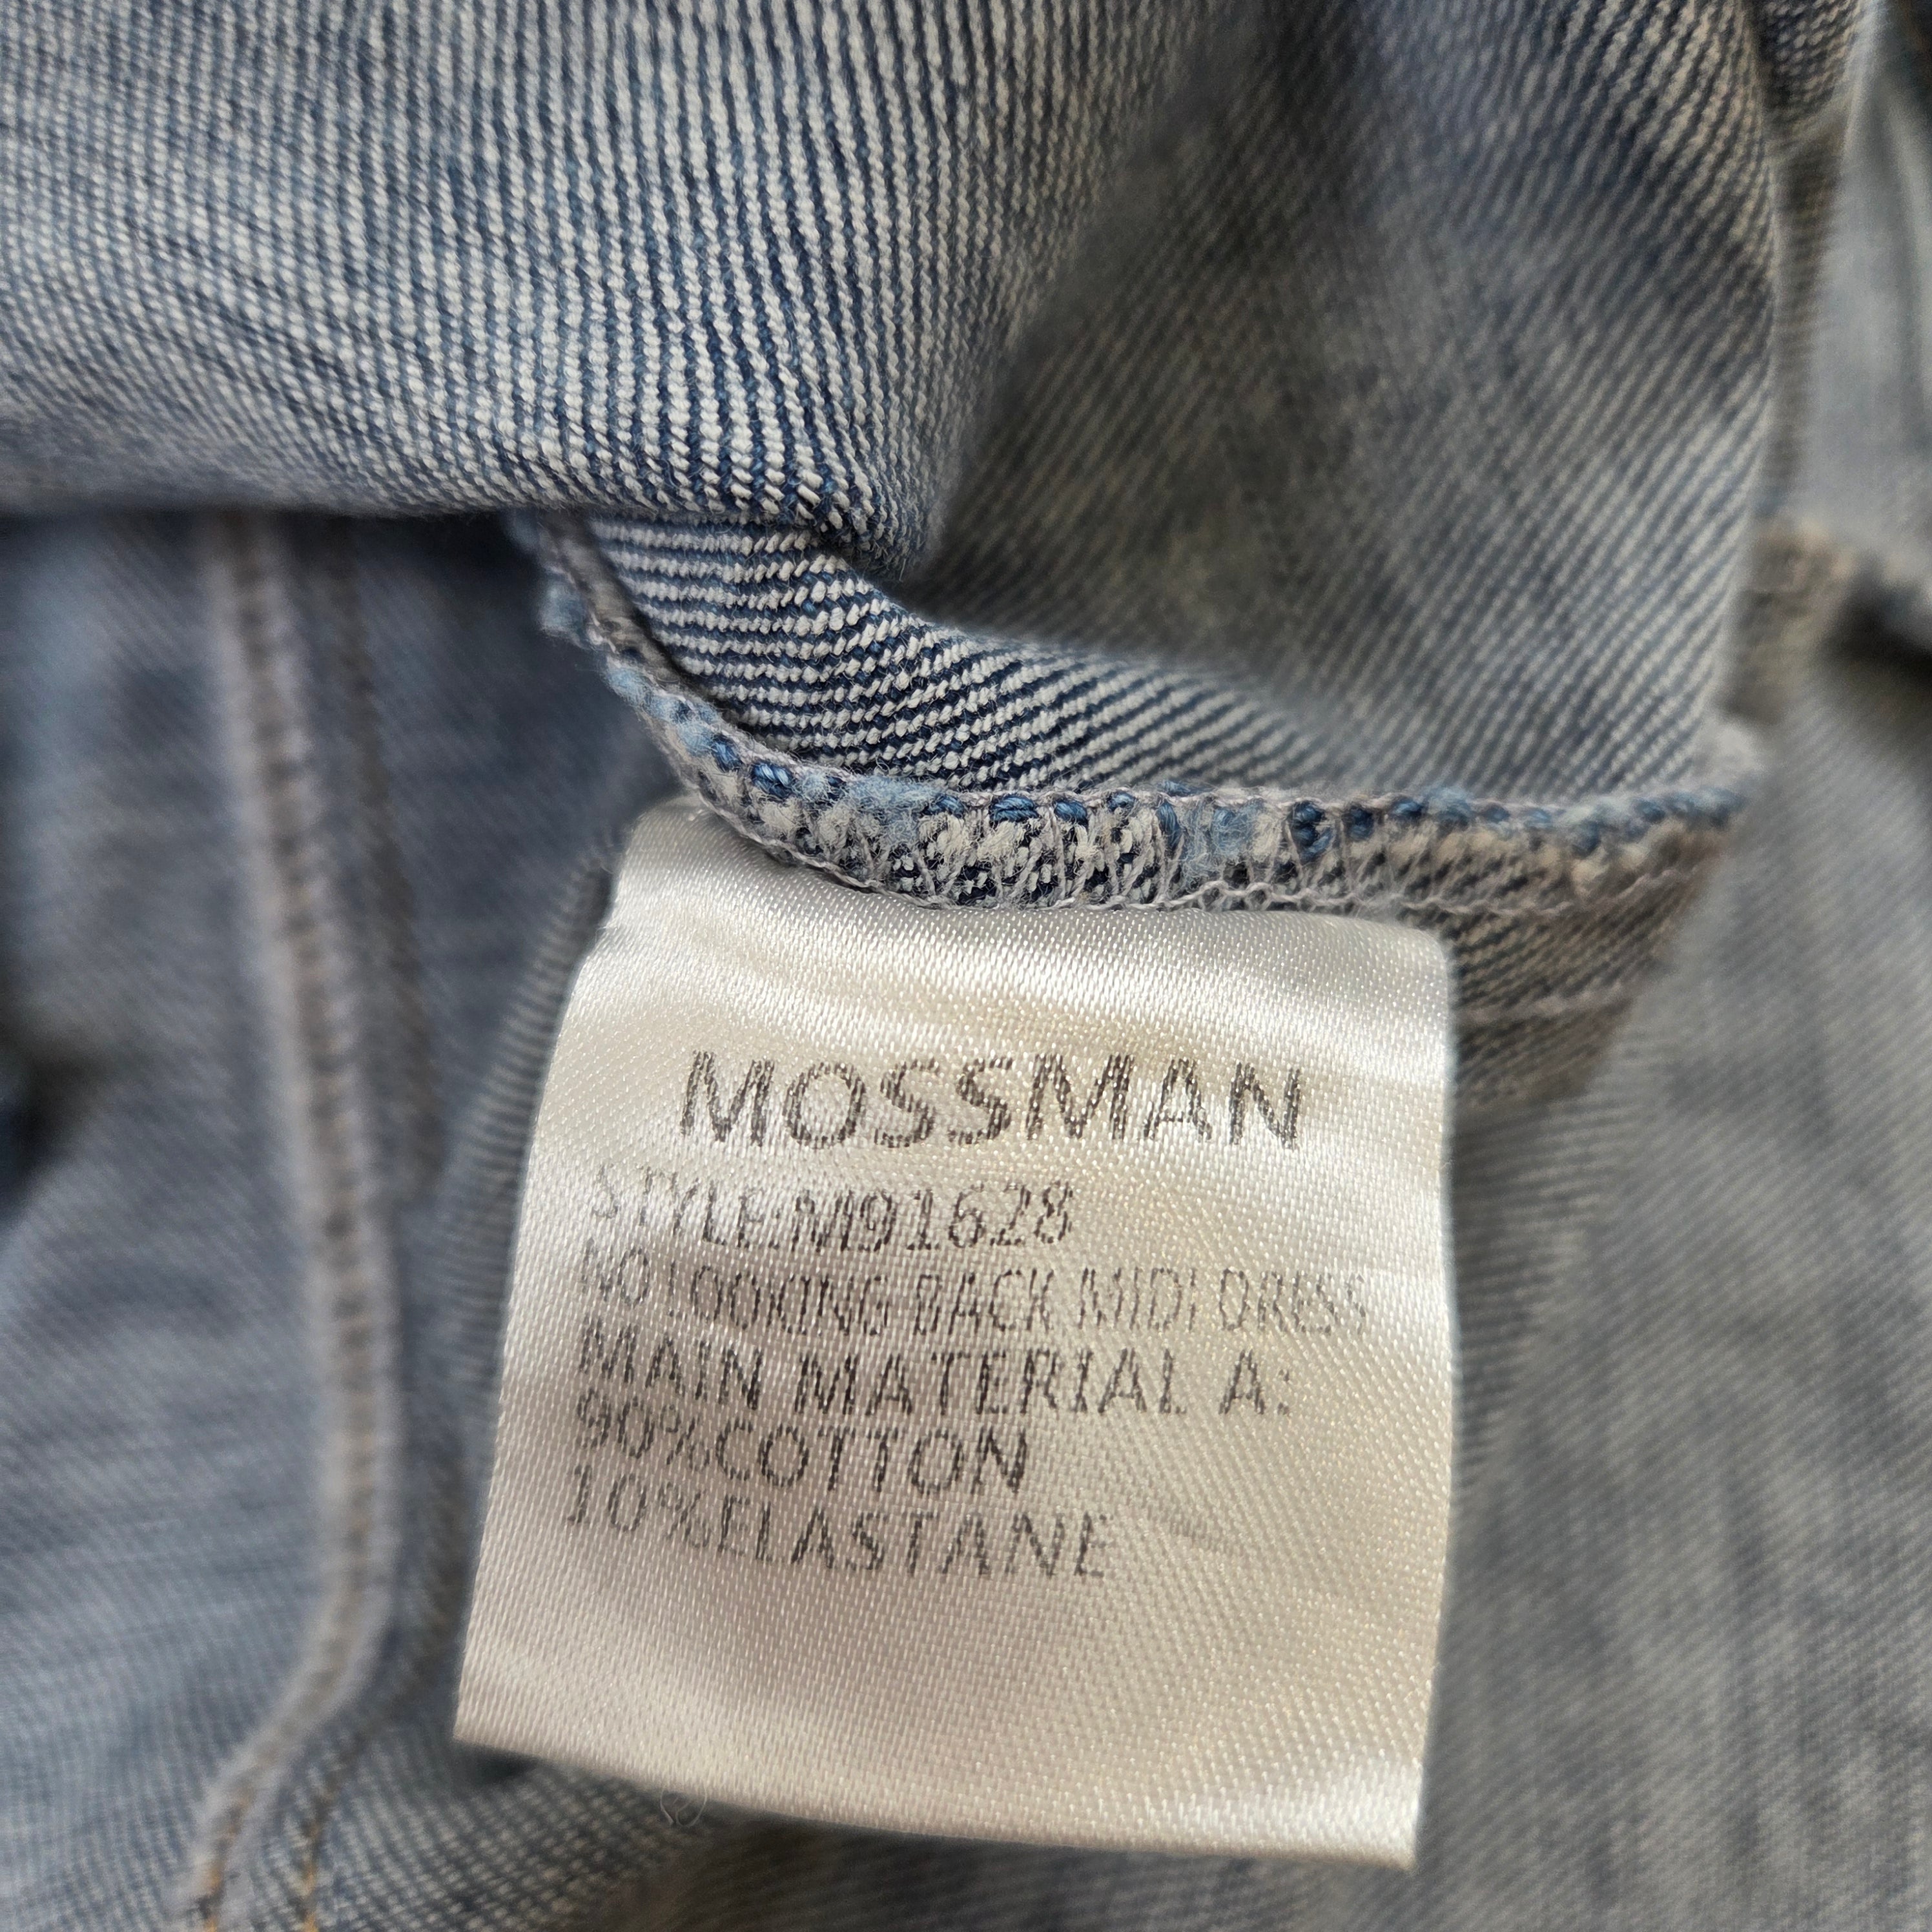 MOSSMAN
STYLE:M91628
NO LOOKING BACK MIDI DRESS
MAIN MATERIAL A:
90%COTTON
10%ELASTANE